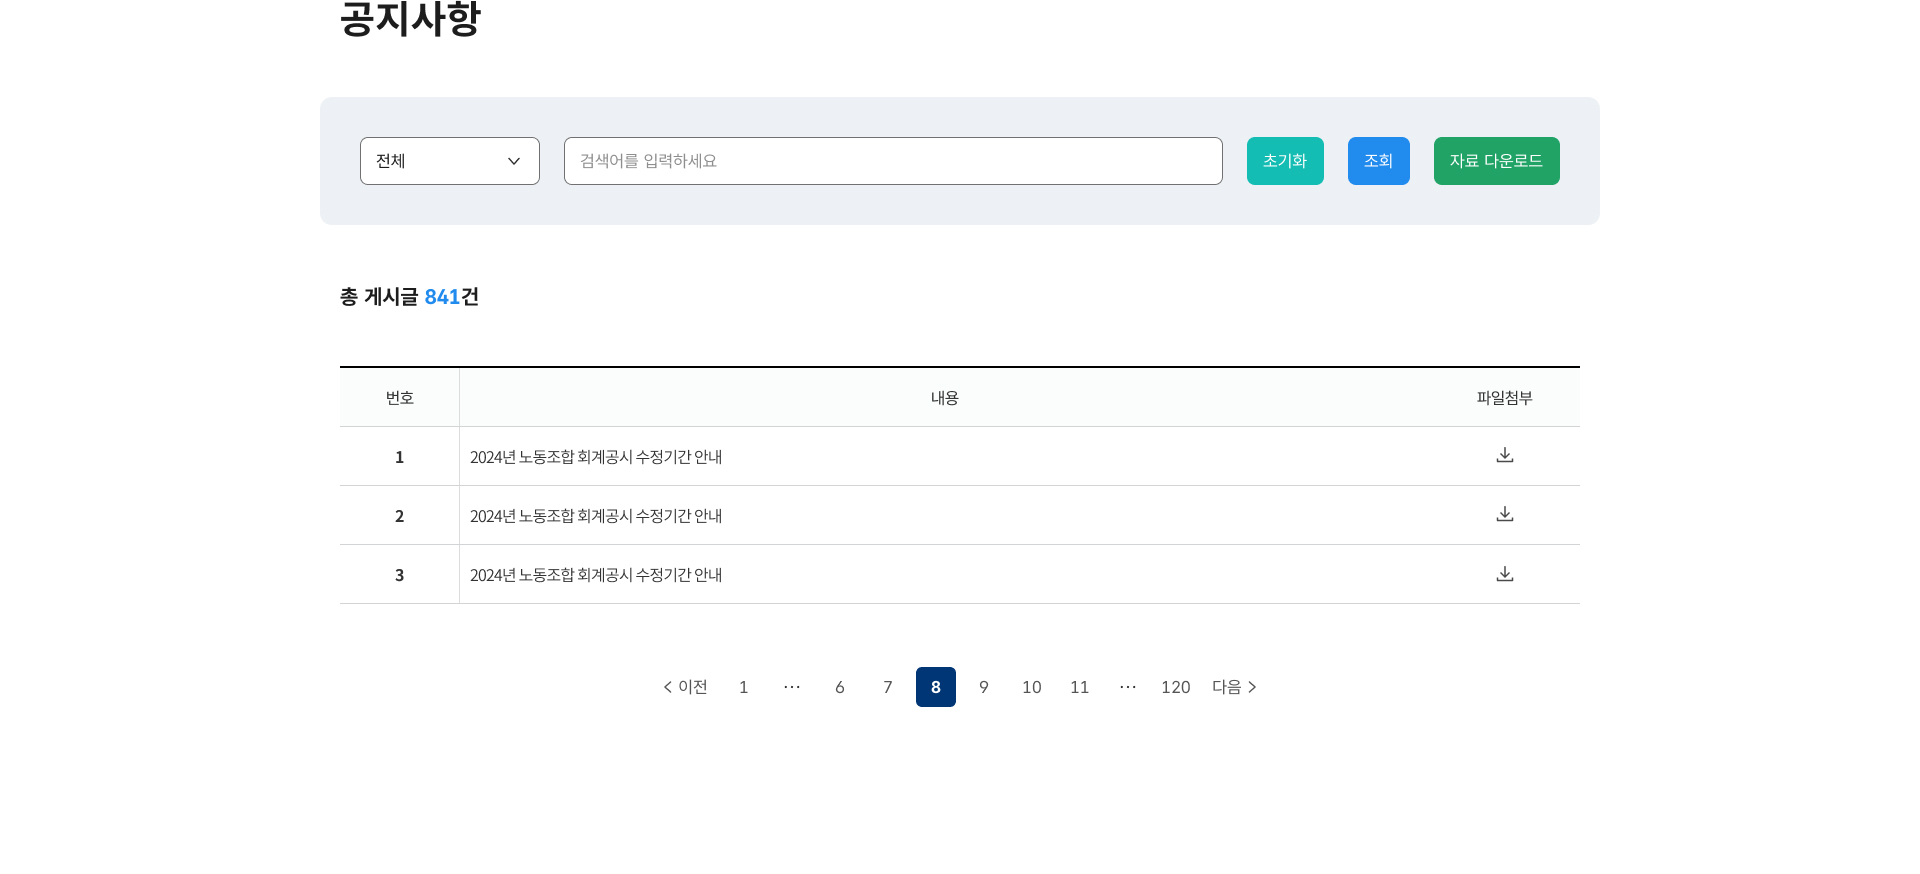 공지사항
전체
검색어를 입력하세요
초기화
조회
자료 다운로드
총 게시글 841건
번호 내용 파일첨부
1 2024년 노동조합 회계공시 수정기간 안내
2 2024년 노동조합 회계공시 수정기간 안내
3 2024년 노동조합 회계공시 수정기간 안내
< 이전 1 ··· 6 7 8 9 10 11 ··· 120 다음 >